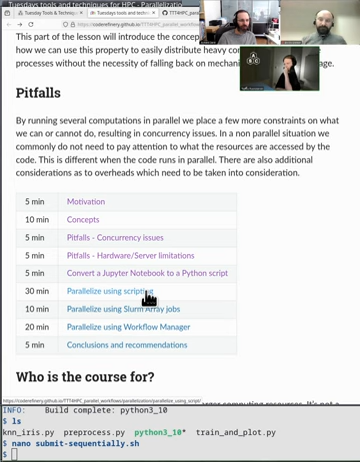 Tuesdays tools and techniques for HPC - Parallelizatio
Tuesday Tools & Techniqu
Tuesdays tools and technique
https://coderefinery.github.io/TTT4HPC_parallel_workflo
This part of the lesson will introduce the concep
how we can use this property to easily distribute heavy co
processes without the necessity of falling back on mechani
age.
Pitfalls
By running several computations in parallel we place a few more constraints on what
we can or cannot do, resulting in concurrency issues. In a non parallel situation we
commonly do not need to pay attention to what the resources are accessed by the
code. This is different when the code runs in parallel. There are also additional
considerations as to overheads which need to be taken into consideration.
5 min Motivation
10 min Concepts
5 min Pitfalls - Concurrency issues
5 min Pitfalls - Hardware/Server limitations
5 min Convert a Jupyter Notebook to a Python script
30 min Parallelize using scripting
10 min Parallelize using Slurm Array jobs
20 min Parallelize using Workflow Manager
5 min Conclusions and recommendations
Who is the course for?
https://coderefinery.github.io/TTT4HPC_parallel_workflows/parallelization/parallelize_using_script/
INFO: Build complete: python3_10
$ ls
knn_iris.py preprocess.py python3_10* train_and_plot.py
$ nano submit-sequentially.sh
$